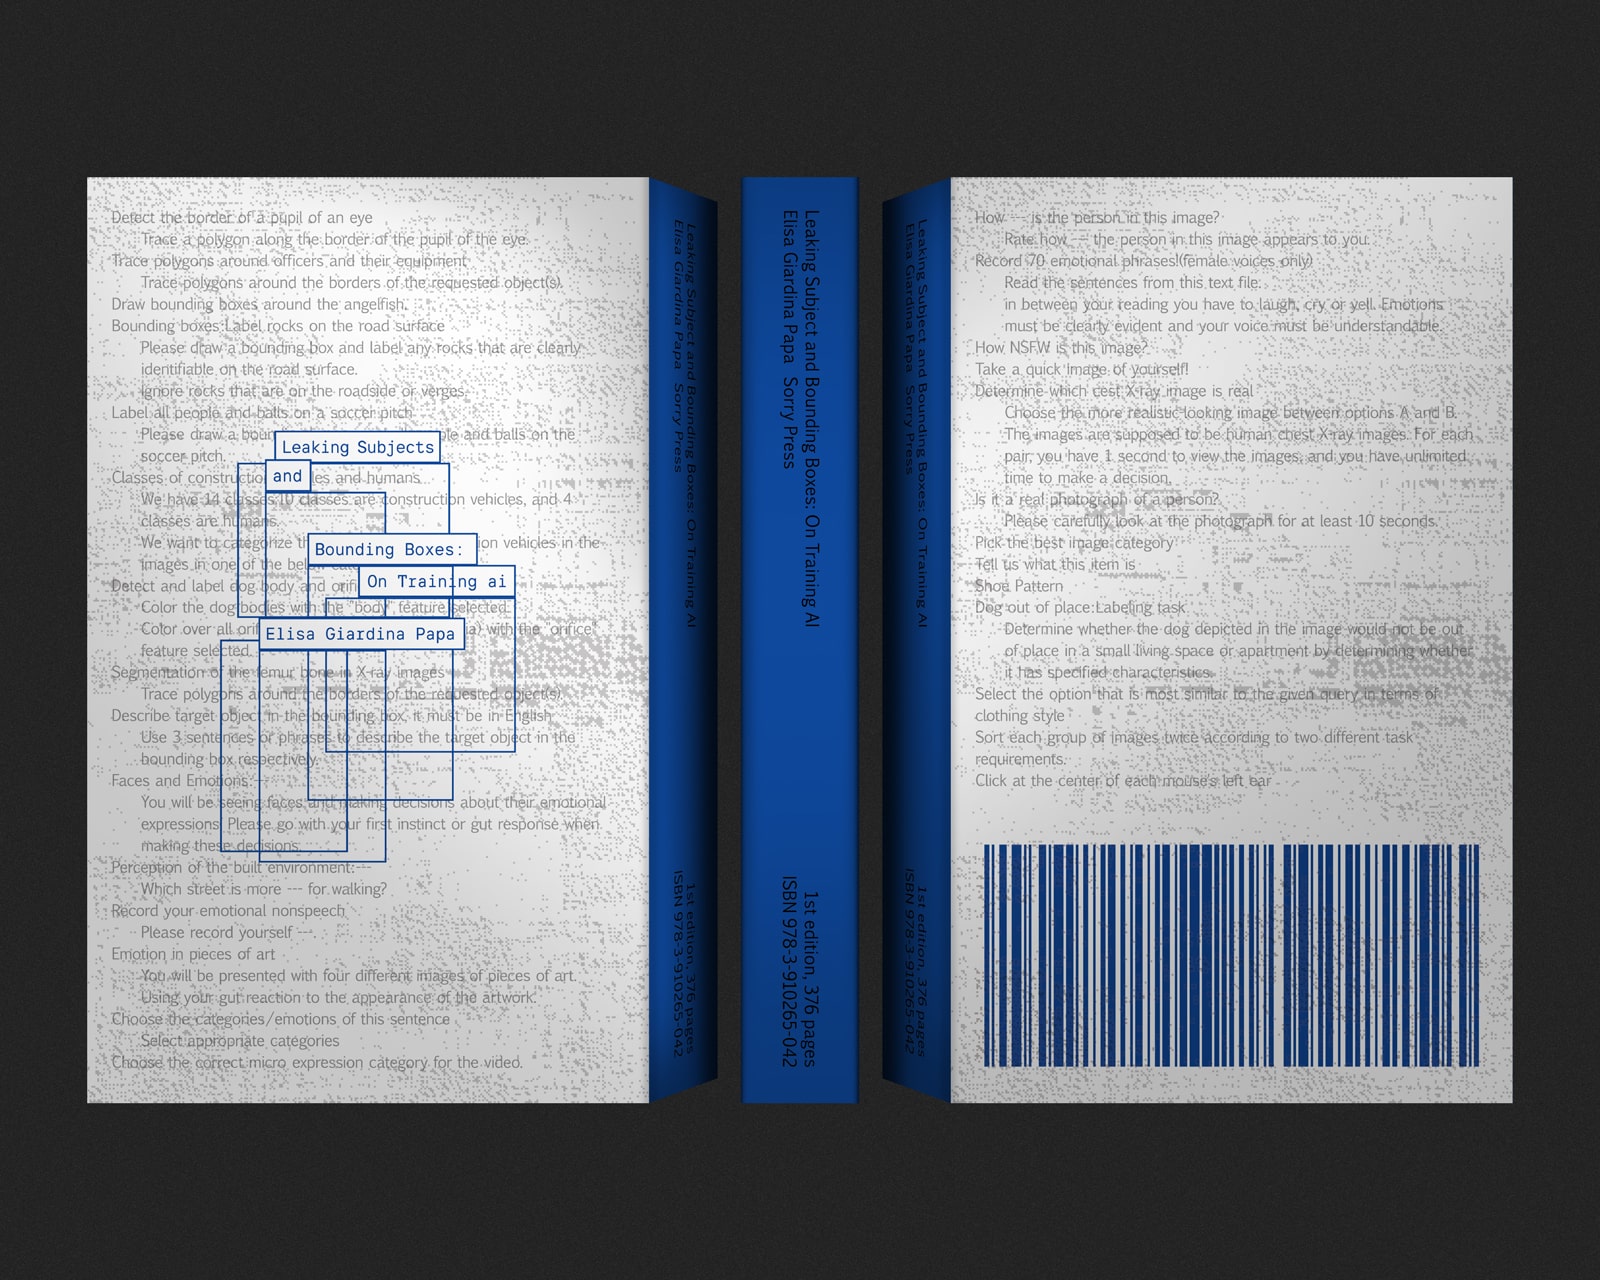 Detect the border of a pupil of an eye
Trace a polygon along the border of the pupil of the eye.
Trace polygons around officers and their equipment
Trace polygons around the borders of the requested object(s).
Draw bounding boxes around the angelfish.
Bounding boxes:Label rocks on the road surface
Please draw a bounding box and label any rocks that are clearly
identifiable on the road surface.
Ignore rocks that are on the roadside or verges.
Label all people and balls on a soccer pitch
Please draw a and balls on the
Leaking Subjects
soccer pitch.
and
Classes of and humans
We have 14 classes:10 classes are construction vehicles, and 4
classes are humans.
We want to categorize vehicles in the
Bounding Boxes:
images in one of the below
On Training ai
Detect and label dog body and
Color the dog bodies with the "body" feature selected.
Color over all with the "orifice"
Elisa Giardina Papa
feature selected.
Segmentation of the femur bone in X-ray images
Trace polygons around the borders of the requested object(s).
Describe target object in the bounding box, it must be in English
Use 3 sentences or phrases to describe the target object in the
bounding box respectively.
Faces and Emotions:---
You will be seeing faces and making decisions about their emotional
expressions. Please go with your first instinct or gut response when
making these decisions.
Perception of the built environment:---
Which street is more --- for walking?
Record your emotional nonspeech
Please record yourself ---.
Emotion in pieces of art
You will be presented with four different images of pieces of art.
Using your gut reaction to the appearance of the artwork.
Choose the categories/emotions of this sentence
Select appropriate categories
Choose the correct micro expression category for the video.
Leaking Subject and Bounding Boxes: On Training AI
Elisa Giardina Papa Sorry Press
1st edition, 376 pages
ISBN 978-3-910265-042
Leaking Subject and Bounding Boxes: On Training AI
Elisa Giardina Papa Sorry Press
1st edition, 376 pages
ISBN 978-3-910265-042
Leaking Subject and Bounding Boxes: On Training AI
Elisa Giardina Papa Sorry Press
1st edition, 376 pages
ISBN 978-3-910265-042
How --- is the person in this image?
Rate how --- the person in this image appears to you.
Record 70 emotional phrases!(female voices only)
Read the sentences from this text file:
in between your reading you have to laugh, cry or yell. Emotions
must be clearly evident and your voice must be understandable.
How NSFW is this image?
Take a quick Image of yourself!
Determine which cest X-ray image is real
Choose the more realistic-looking image between options A and B.
The images are supposed to be human chest X-ray images. For each
pair, you have 1 second to view the images, and you have unlimited
time to make a decision.
Is it a real photograph of a person?
Please carefully look at the photograph for at least 10 seconds.
Pick the best image category
Tell us what this item is
Shoe Pattern
Dog out of place:Labeling task
Determine whether the dog depicted in the image would not be out
of place in a small living space or apartment by determining whether
it has specified characteristics.
Select the option that is most similar to the given query in terms of
clothing style
Sort each group of images twice according to two different task
requirements.
Click at the center of each mouse's left ear